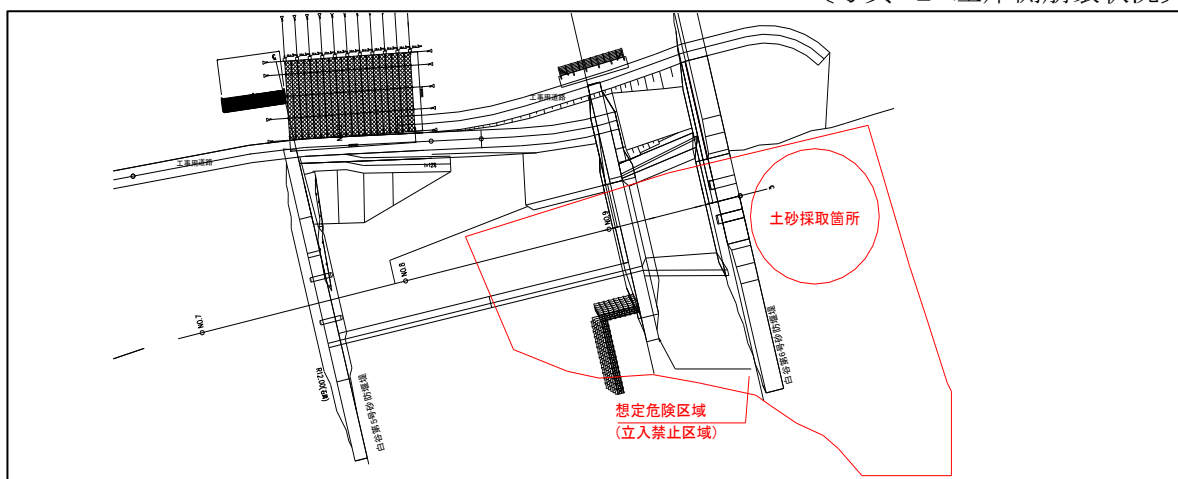 工事用道路
工事用道路
土砂採取箇所
NO.9
NO.8
NO.7
白谷第6号砂防堰堤
白谷第5号砂防堰堤
想定危険区域
(立入禁止区域)